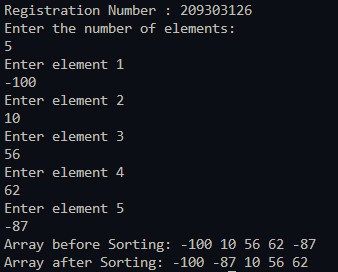 Registration Number : 209303126
Enter the number of elements:
5
Enter element 1
-100
Enter element 2
10
Enter element 3
56
Enter element 4
62
Enter element 5
-87
Array before Sorting: -100 10 56 62 -87
Array after Sorting: -100 -87 10 56 62